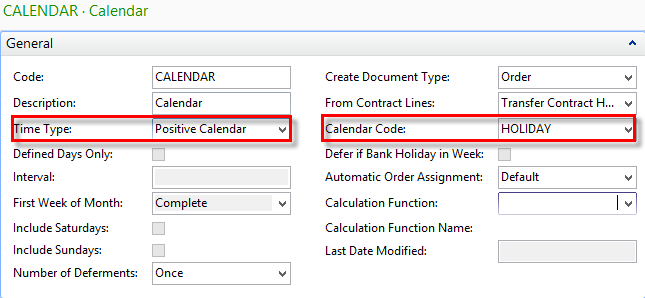 CALENDAR · Calendar
General
Code: CALENDAR
Description: Calendar
Time Type: Positive Calendar
Defined Days Only:
Interval:
First Week of Month: Complete
Include Saturdays:
Include Sundays:
Number of Deferments: Once
Create Document Type: Order
From Contract Lines: Transfer Contract H...
Calendar Code: HOLIDAY
Defer if Bank Holiday in Week:
Automatic Order Assignment: Default
Calculation Function:
Calculation Function Name:
Last Date Modified: